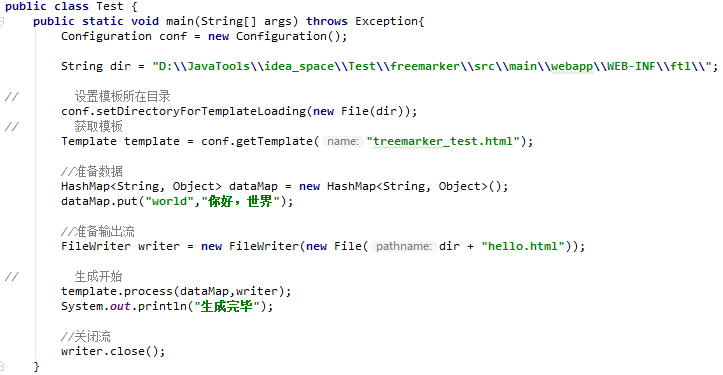 public class Test {
    public static void main(String[] args) throws Exception{
        Configuration conf = new Configuration();

        String dir = "D:\\JavaTools\\idea_space\\Test\\freemarker\\src\\main\\webapp\\WEB-INF\\ftl\\";

//        设置模板所在目录
        conf.setDirectoryForTemplateLoading(new File(dir));
//        获取模板
        Template template = conf.getTemplate( name: "treemarker_test.html");

        //准备数据
        HashMap<String, Object> dataMap = new HashMap<String, Object>();
        dataMap.put("world","你好，世界");

        //准备输出流
        FileWriter writer = new FileWriter(new File( pathname: dir + "hello.html"));

//        生成开始
        template.process(dataMap,writer);
        System.out.println("生成完毕");

        //关闭流
        writer.close();
    }